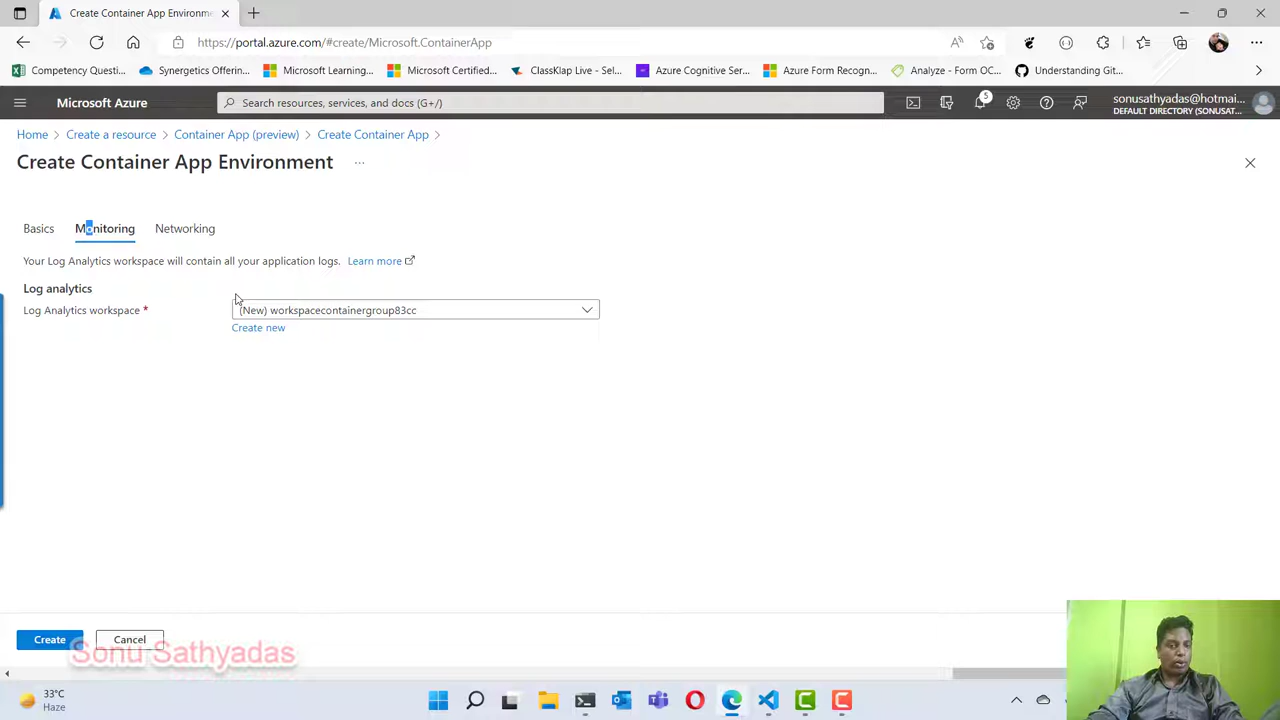 Create Container App Environme
https://portal.azure.com/#create/Microsoft.ContainerApp
Competency Questi...
Synergetics Offerin...
Microsoft Learning...
Microsoft Certified...
ClassKlap Live - Sel...
Azure Cognitive Ser...
Azure Form Recogn...
Analyze - Form OC...
Understanding Git...
Microsoft Azure
Search resources, services, and docs (G+/)
5
sonusathyadas@hotmai...
DEFAULT DIRECTORY (SONUSAT...
Home > Create a resource > Container App (preview) > Create Container App >
Create Container App Environment ...
Basics
Monitoring
Networking
Your Log Analytics workspace will contain all your application logs. Learn more
Log analytics
Log Analytics workspace *
(New) workspacecontainergroup83cc
Create new
Create
Cancel
Sonu Sathyadas
33°C
Haze